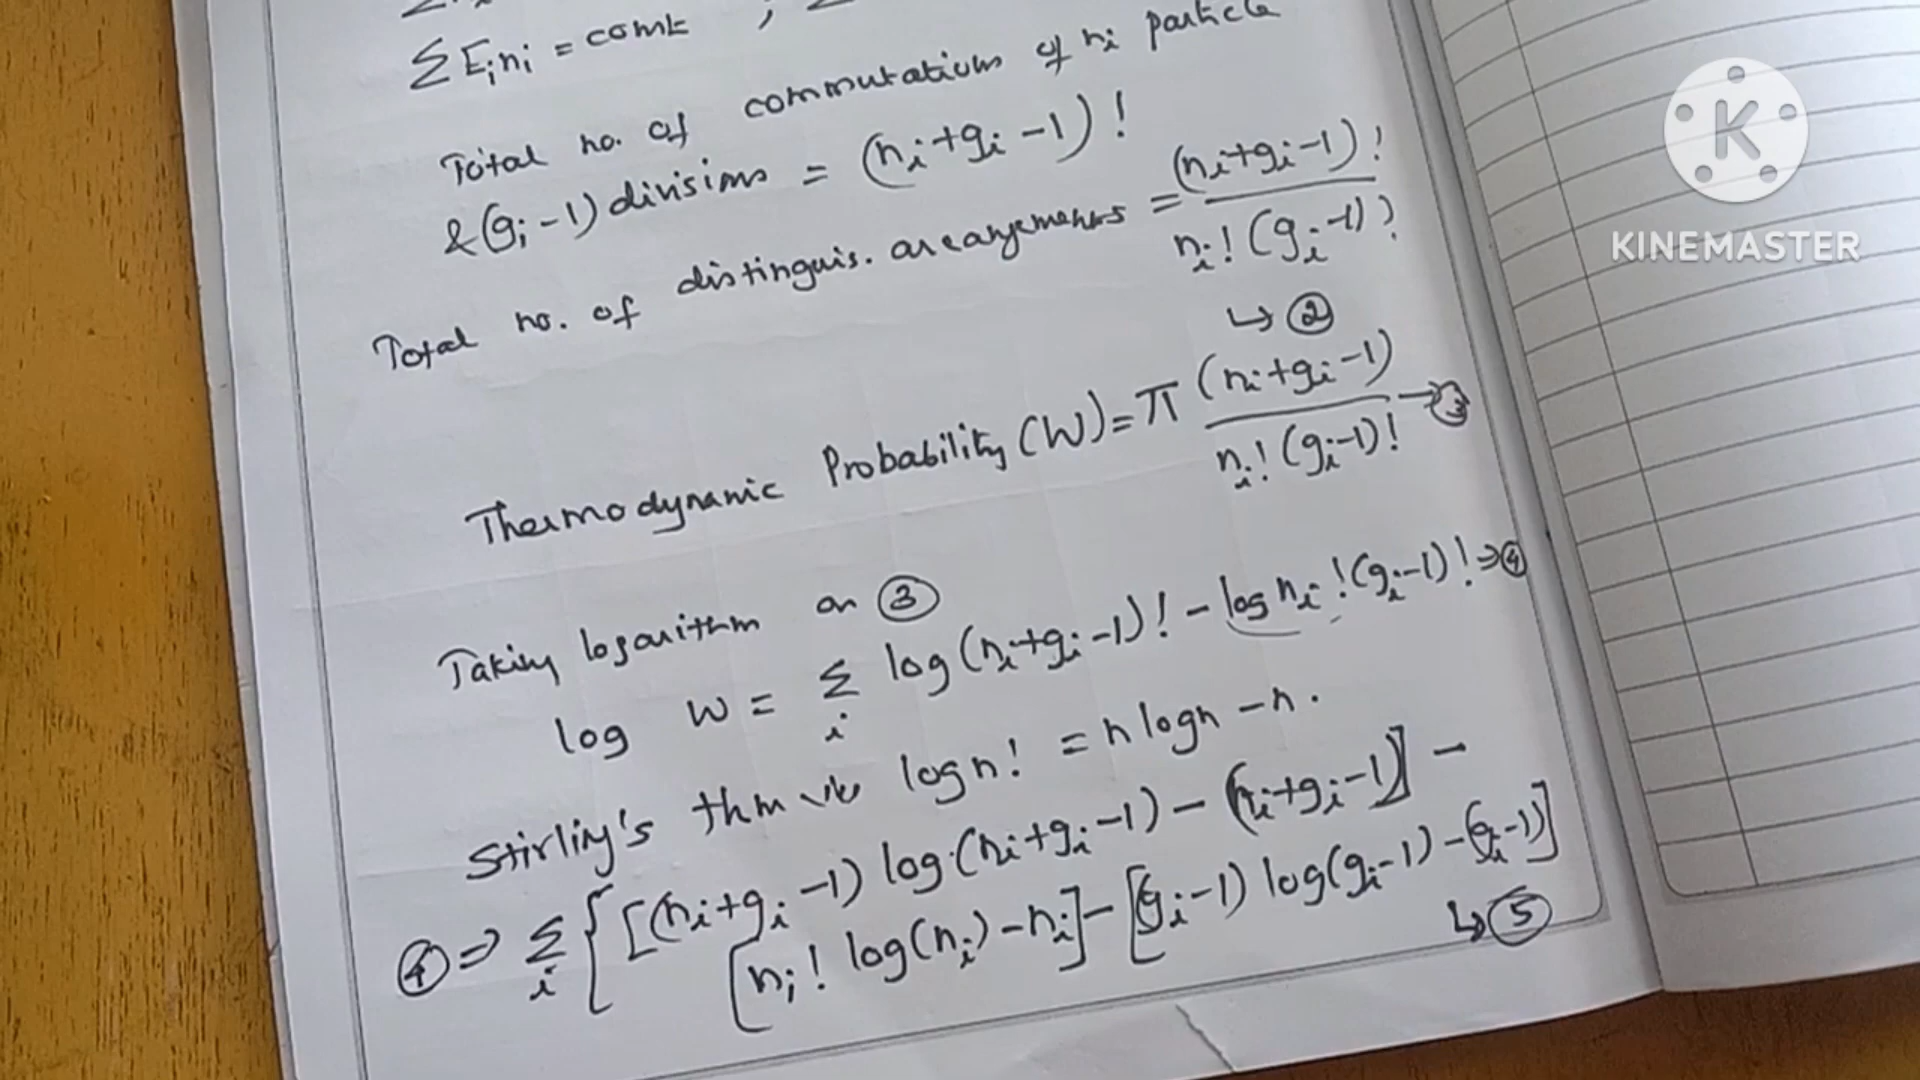 Σ Eᵢnᵢ = const ;
Total no. of commutations of nᵢ particle
& (gᵢ-1) divisions = (nᵢ+gᵢ-1)!
Total no. of distinguis. arrangements = (nᵢ+gᵢ-1)! / nᵢ! (gᵢ-1)!
↳ ②
Thermodynamic Probability (W) = π (nᵢ+gᵢ-1) / nᵢ! (gᵢ-1)! → ③
Taking logarithm on ③
log W = Σᵢ log (nᵢ+gᵢ-1)! - log nᵢ! (gᵢ-1)! → ④
Stirling's thm log n! = n log n - n.
④ ⇒ Σᵢ { [(nᵢ+gᵢ-1) log (nᵢ+gᵢ-1) - (nᵢ+gᵢ-1)] -
[nᵢ! log(nᵢ) - nᵢ] - [(gᵢ-1) log(gᵢ-1) - (gᵢ-1)]
↳ ⑤
K
KINEMASTER